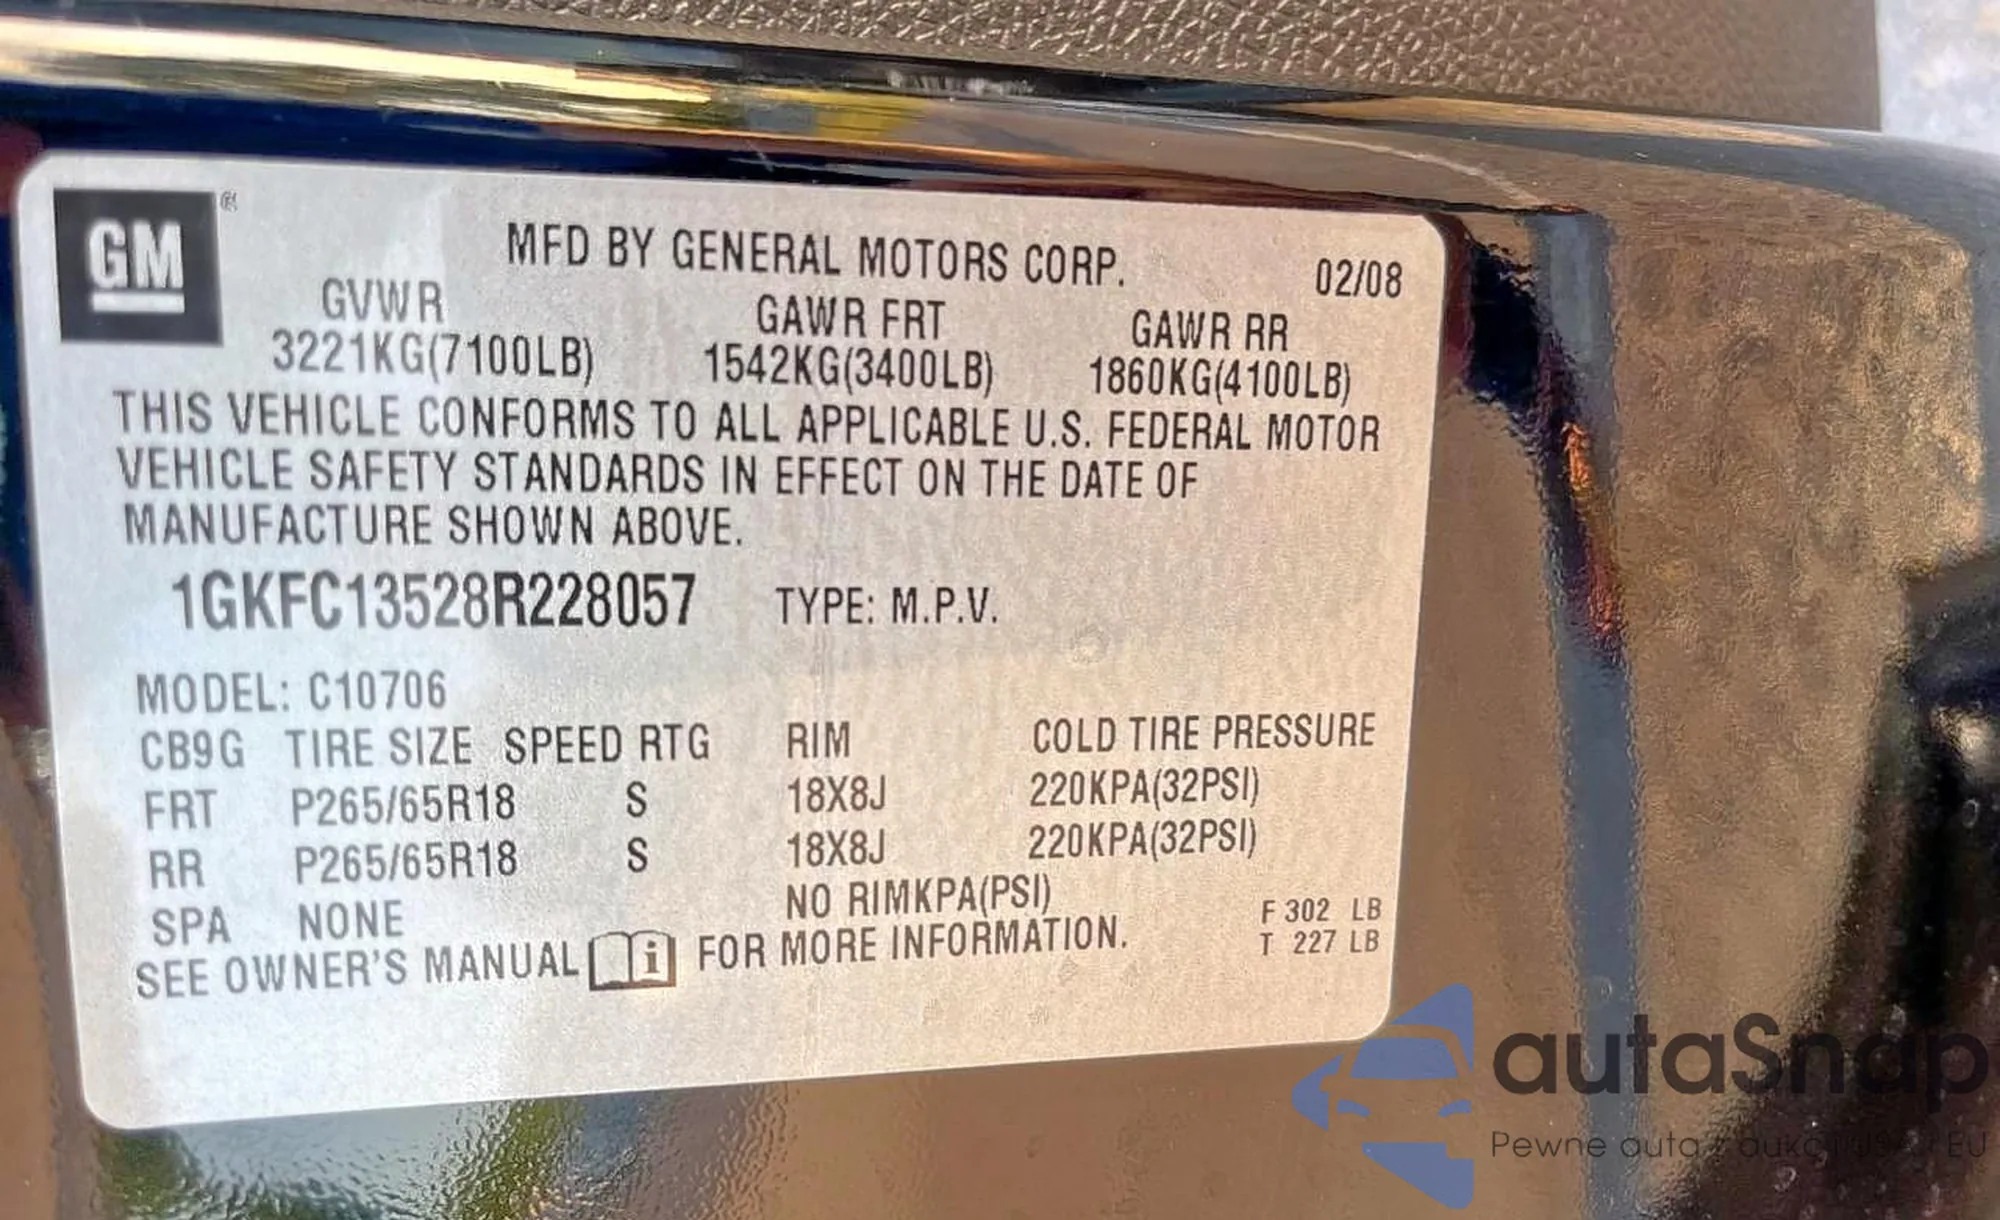 GM ®
MFD BY GENERAL MOTORS CORP.
02/08
GVWR GAWR FRT GAWR RR
3221KG(7100LB) 1542KG(3400LB) 1860KG(4100LB)
THIS VEHICLE CONFORMS TO ALL APPLICABLE U.S. FEDERAL MOTOR
VEHICLE SAFETY STANDARDS IN EFFECT ON THE DATE OF
MANUFACTURE SHOWN ABOVE.
1GKFC13528R228057 TYPE: M.P.V.
MODEL: C10706
CB9G TIRE SIZE SPEED RTG RIM COLD TIRE PRESSURE
FRT P265/65R18 S 18X8J 220KPA(32PSI)
RR P265/65R18 S 18X8J 220KPA(32PSI)
SPA NONE NO RIMKPA(PSI) F 302 LB
SEE OWNER'S MANUAL i FOR MORE INFORMATION. T 227 LB
autaSnap
Pewne auta EU